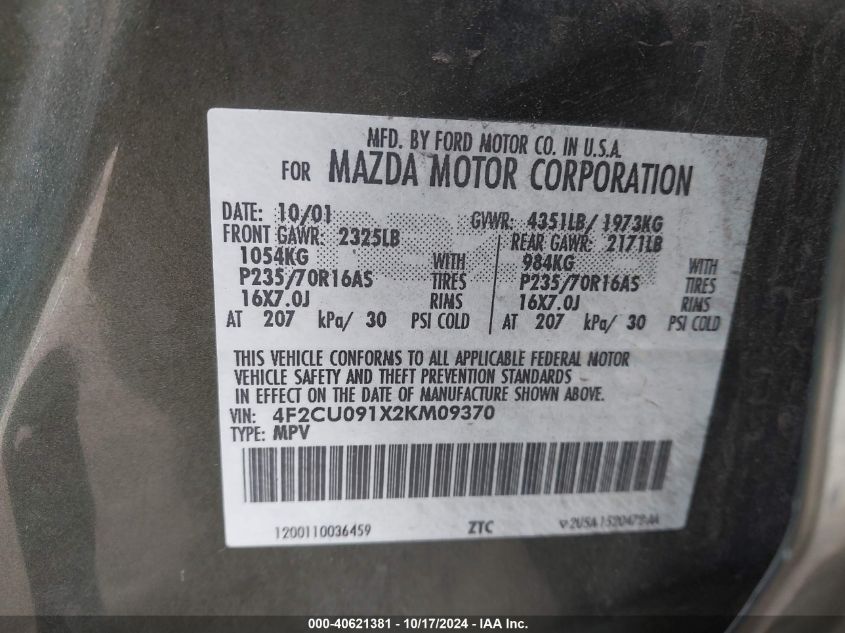 MFD. BY FORD MOTOR CO. IN U.S.A.
FOR MAZDA MOTOR CORPORATION
DATE: 10/01 GVWR: 4351LB/ 1973KG
FRONT GAWR: 2325LB REAR GAWR: 2171LB
1054KG WITH 984KG WITH
P235/70R16AS TIRES P235/70R16AS TIRES
16X7.0J RIMS 16X7.0J RIMS
AT 207 kPa/ 30 PSI COLD AT 207 kPa/ 30 PSI COLD
THIS VEHICLE CONFORMS TO ALL APPLICABLE FEDERAL MOTOR
VEHICLE SAFETY AND THEFT PREVENTION STANDARDS
IN EFFECT ON THE DATE OF MANUFACTURE SHOWN ABOVE.
VIN: 4F2CU091X2KM09370
TYPE: MPV
1200110036459 ZTC
000-40621381 - 10/17/2024 - IAA Inc.